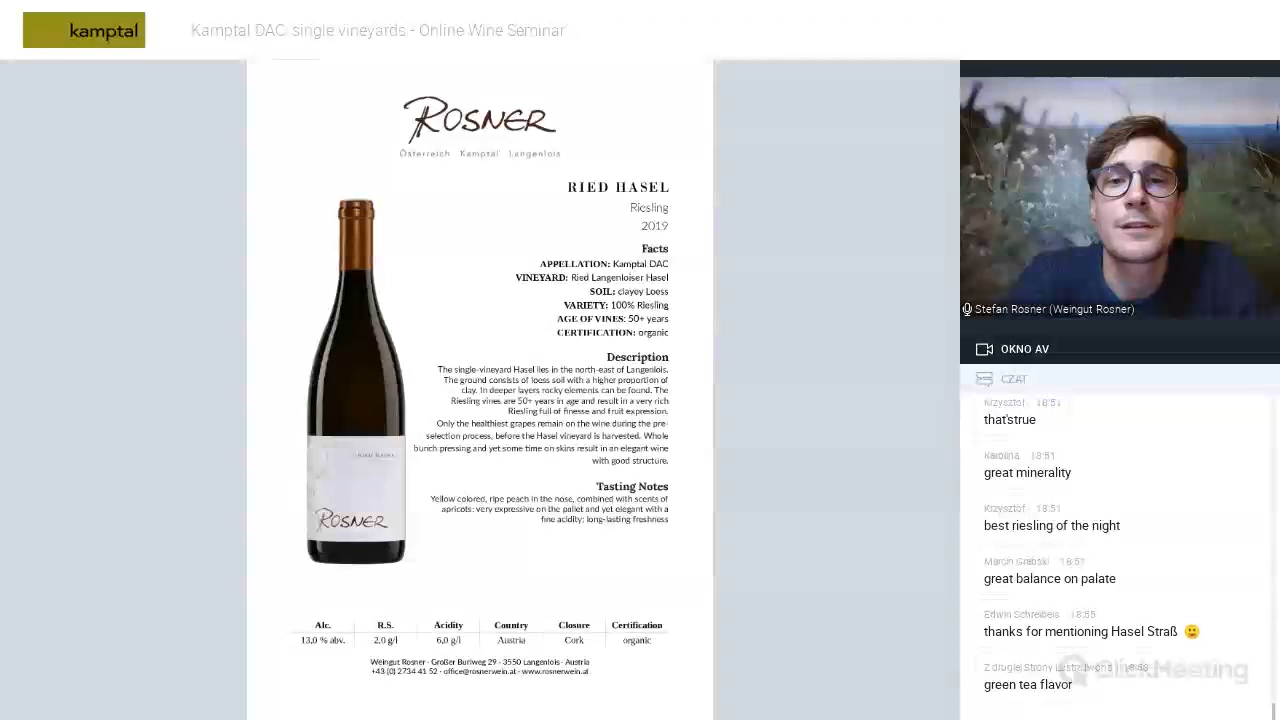 kamptal
Kamptal DAC single vineyards - Online Wine Seminar
ROSNER
Österreich Kamptal Langenlois
RIED HASEL
Riesling
2019
Facts
APPELLATION: Kamptal DAC
VINEYARD: Ried Langenloiser Hasel
SOIL: clayey Loess
VARIETY: 100% Riesling
AGE OF VINES: 50+ years
CERTIFICATION: organic
Description
The single-vineyard Hasel lies in the north-east of Langenlois.
The ground consists of loess soil with a higher proportion of
clay. In deeper layers rocky elements can be found. The
Riesling vines are 50+ years in age and result in a very rich
Riesling full of finesse and fruit expression.
Only the healthiest grapes remain on the wine during the pre-
selection process, before the Hasel vineyard is harvested. Whole
bunch pressing and yet some time on skins result in an elegant wine
with good structure.
Tasting Notes
Yellow colored, ripe peach in the nose, combined with scents of
apricots; very expressive on the pallet and yet elegant with a
fine acidity; long-lasting freshness
RIED HASEL
ROSNER
Alc. R.S. Acidity Country Closure Certification
13,0 % abv. 2,0 g/l 6,0 g/l Austria Cork organic
Weingut Rosner · Großer Buriweg 29 · 3550 Langenlois · Austria
+43 (0) 2734 41 52 · office@rosnerwein.at · www.rosnerwein.at
Stefan Rosner (Weingut Rosner)
OKNO AV
CZAT
Krzysztof 18:51
that'strue
Karolina 18:51
great minerality
Krzysztof 18:51
best riesling of the night
Marcin 18:51
great balance on palate
Edwin Schreibeis 18:55
thanks for mentioning Hasel Straß
Z drugiej Strony Lustra 18:58
green tea flavor
ClickMeeting